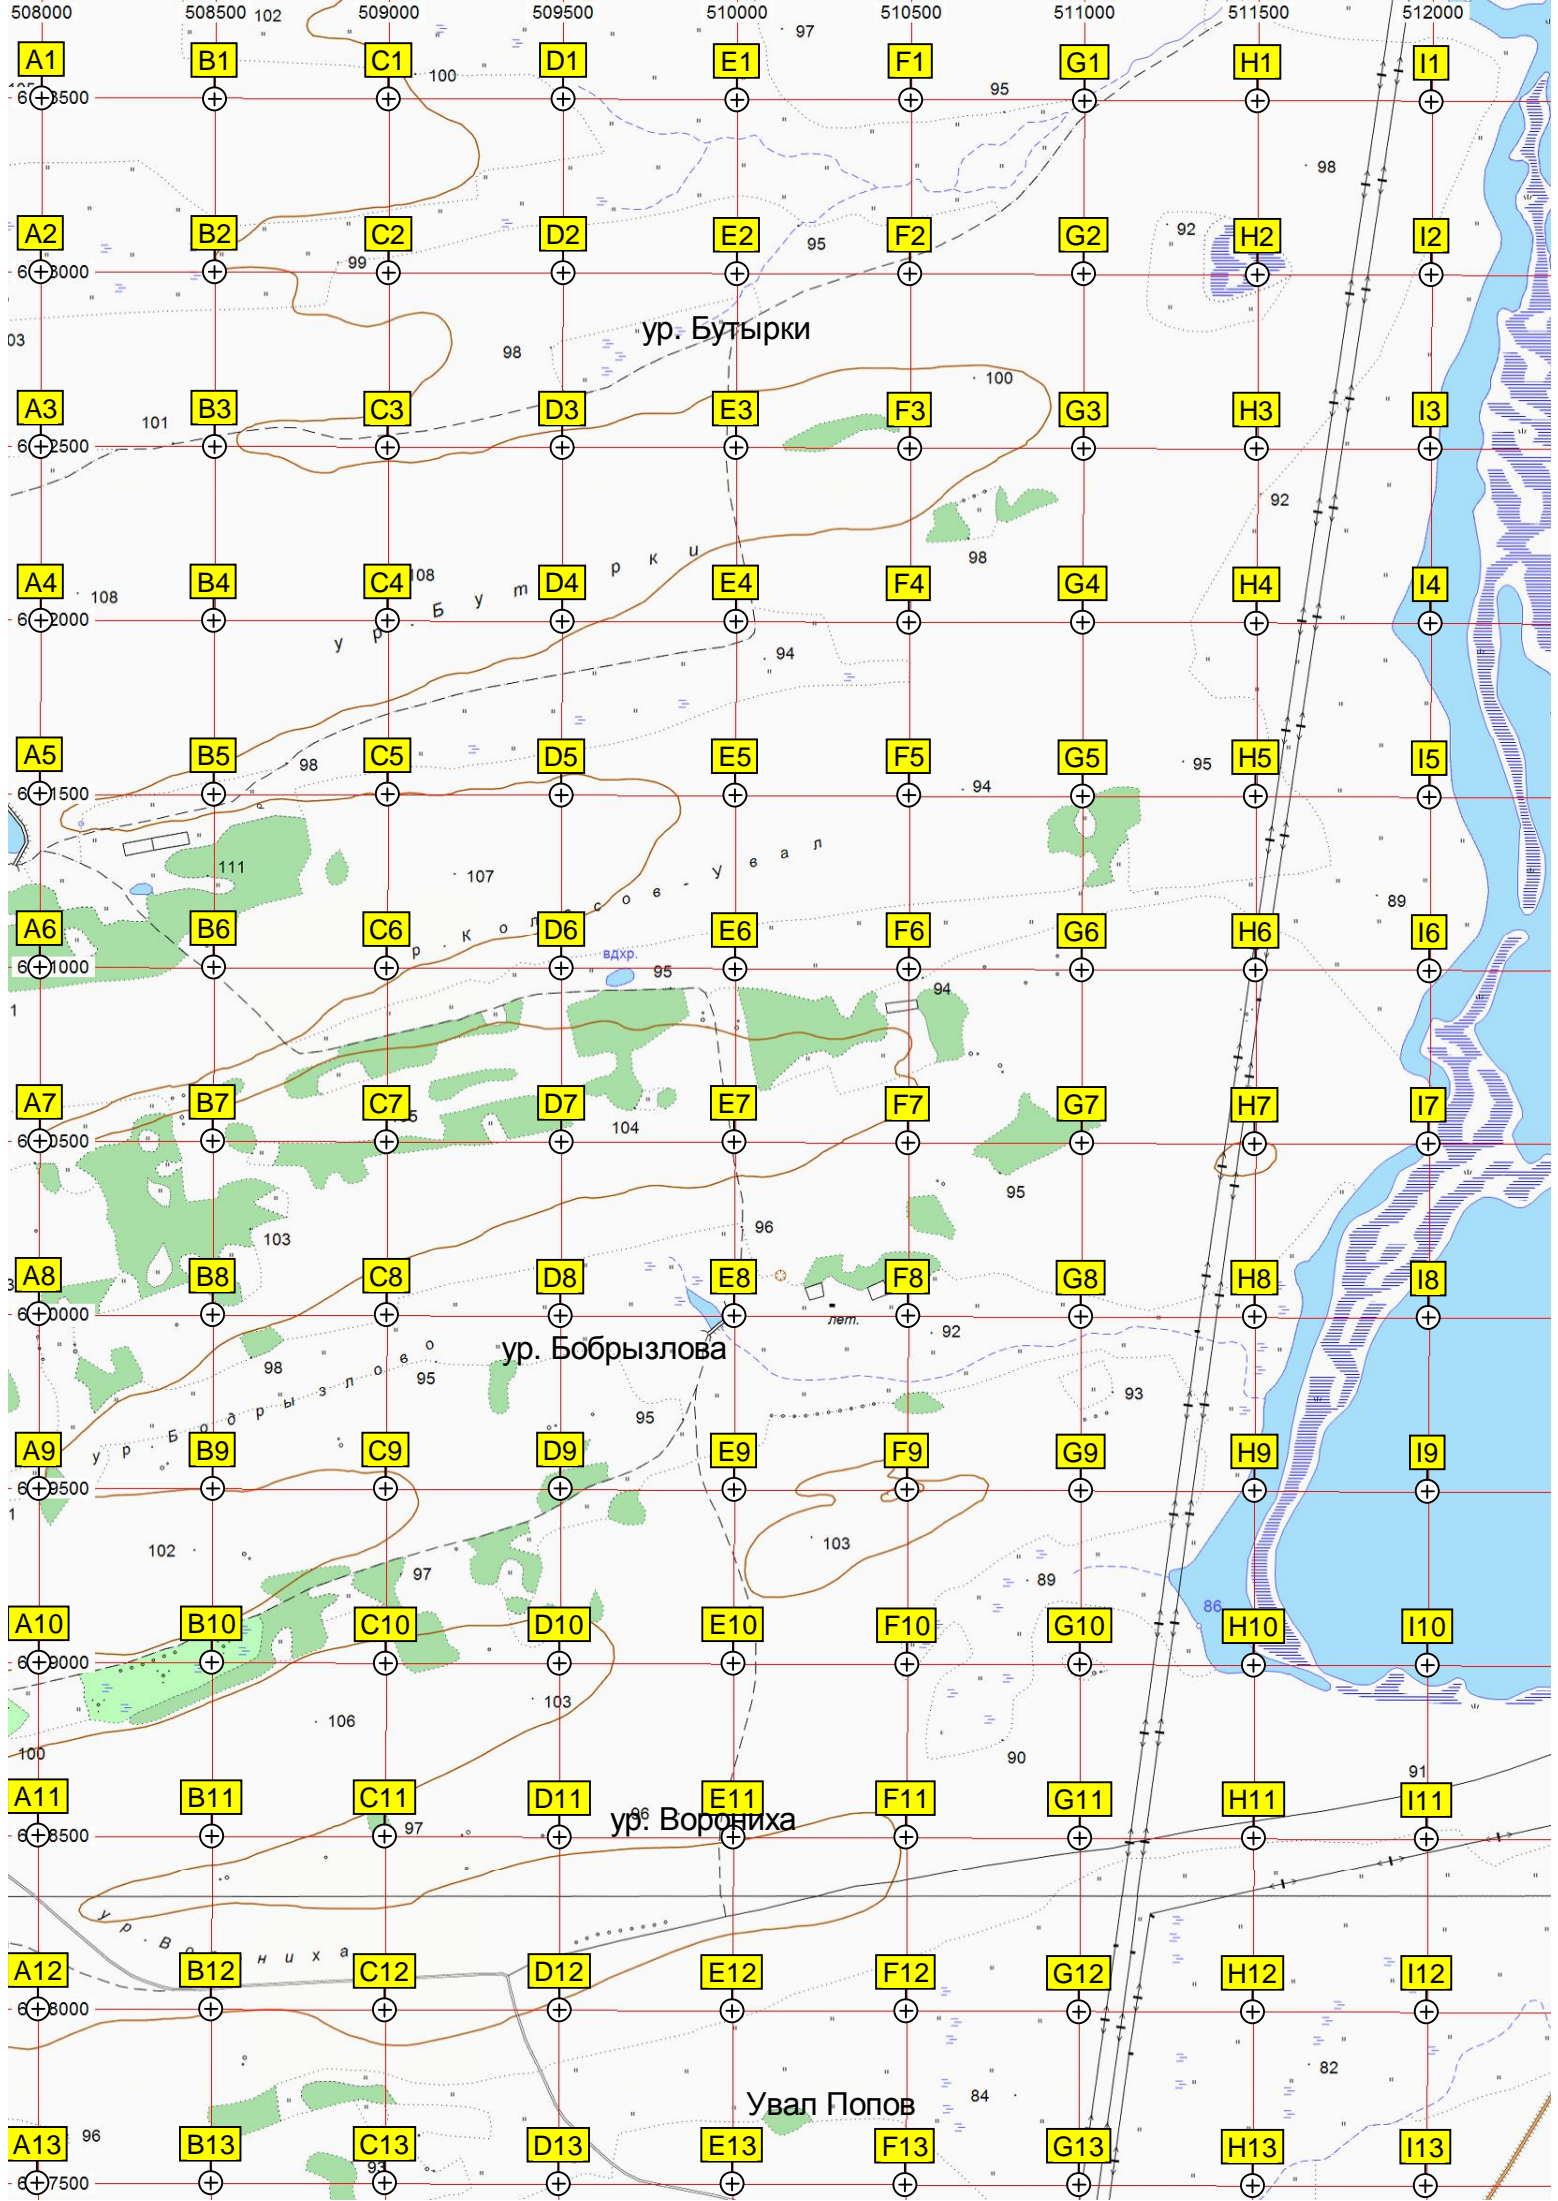 508000 508500 509000 509500 510000 510500 511000 511500 512000
102 97
A1 B1 C1 D1 E1 F1 G1 H1 I1
100 95
98
A2 B2 C2 D2 E2 F2 G2 H2 I2
99 95 92
ур. Бутырки
03 98
100
A3 B3 C3 D3 E3 F3 G3 H3 I3
101
92
98
A4 B4 C4 D4 E4 F4 G4 H4 I4
108 108
94
A5 B5 C5 D5 E5 F5 G5 H5 I5
98 94 95
111 107
89
A6 B6 C6 D6 E6 F6 G6 H6 I6
вдхр.
95 94
1
A7 B7 C7 D7 E7 F7 G7 H7 I7
104
95
103 96
A8 B8 C8 D8 E8 F8 G8 H8 I8
лет.
92
ур. Бобрызлова
98 95
93
ур. Бодрызлово
95
A9 B9 C9 D9 E9 F9 G9 H9 I9
1
102 103
97 89
86
A10 B10 C10 D10 E10 F10 G10 H10 I10
103
106
100 90
91
A11 B11 C11 D11 E11 F11 G11 H11 I11
ур. Ворониха
96
97
A12 B12 C12 D12 E12 F12 G12 H12 I12
82
84
Увал Попов
96
A13 B13 C13 D13 E13 F13 G13 H13 I13
93